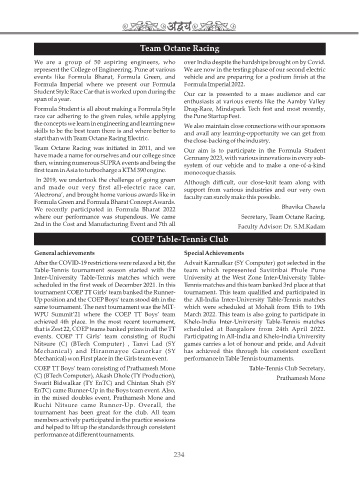 अद्वय
Team Octane Racing
We are a group of 50 aspiring engineers, who
represent the College of Engineering, Pune at various
events like Formula Bharat, Formula Green, and
Formula Imperial where we present our Formula
Student Style Race Car that is worked upon during the
span of a year.
Formula Student is all about making a Formula Style
race car adhering to the given rules, while applying
the concepts we learn in engineering and learning new
skills to be the best team there is and where better to
start than with Team Octane Racing Electric.
Team Octane Racing was initiated in 2011, and we
have made a name for ourselves and our college since
then, winning numerous SUPRA events and being the
first team in Asia to turbocharge a KTM 390 engine.
In 2019, we undertook the challenge of going green
and made our very first all-electric race car,
'Alectrona', and brought home various awards like in
Formula Green and Formula Bharat Concept Awards.
We recently participated in Formula Bharat 2022
where our performance was stupendous. We came
2nd in the Cost and Manufacturing Event and 7th all
over India despite the hardships brought on by Covid.
We are now in the testing phase of our second electric
vehicle and are preparing for a podium finish at the
Formula Imperial 2022.
Our car is presented to a mass audience and car
enthusiasts at various events like the Aamby Valley
Drag-Race, Mindspark Tech fest and most recently,
the Pune Startup Fest.
We also maintain close connections with our sponsors
and avail any learning-opportunity we can get from
the close-backing of the industry.
Our aim is to participate in the Formula Student
Germany 2023, with various innovations in every sub-
system of our vehicle and to make a one-of-a-kind
monocoque chassis.
Although difficult, our close-knit team along with
support from various industries and our very own
faculty can surely make this possible.
Bhavika Chawla
Secretary, Team Octane Racing,
Faculty Advisor: Dr. S.M.Kadam
COEP Table-Tennis Club
General achievements
After the COVID-19 restrictions were relaxed a bit, the
Table-Tennis tournament season started with the
Inter-University Table-Tennis matches which were
scheduled in the first week of December 2021. In this
tournament COEP TT Girls' team backed the Runner-
Up position and the COEP Boys' team stood 4th in the
same tournament. The next tournament was the MIT-
WPU Summit'21 where the COEP TT Boys' team
achieved 4th place. In the most recent tournament,
that is Zest 22, COEP teams banked prizes in all the TT
events. COEP TT Girls' team consisting of Ruchi
Nitsure (C) (BTech Computer) , Tanvi Lad (SY
Mechanical) and Hiranmayee Ganorkar (SY
Mechanical) won First place in the Girls team event.
COEP TT Boys' team consisting of Prathamesh Mone
(C) (BTech Computer), Akash Dhole (TY Production),
Swarit Bidwalkar (TY EnTC) and Chintan Shah (SY
EnTC) came Runner-Up in the Boys team event. Also,
in the mixed doubles event, Prathamesh Mone and
Ruchi Nitsure came Runner-Up. Overall, the
tournament has been great for the club. All team
members actively participated in the practice sessions
and helped to lift up the standards through consistent
performance at different tournaments.
Special Achievements
Advait Kamalkar (SY Computer) got selected in the
team which represented Savitribai Phule Pune
University at the West Zone Inter-University Table-
Tennis matches and this team banked 3rd place at that
tournament. This team qualified and participated in
the All-India Inter-University Table-Tennis matches
which were scheduled at Mohali from 15th to 19th
March 2022. This team is also going to participate in
Khelo-India Inter-University Table-Tennis matches
scheduled at Bangalore from 24th April 2022.
Participating in All-India and Khelo-India University
games carries a lot of honour and pride, and Advait
has achieved this through his consistent excellent
performance in Table Tennis tournaments.
Table-Tennis Club Secretary,
Prathamesh Mone
234